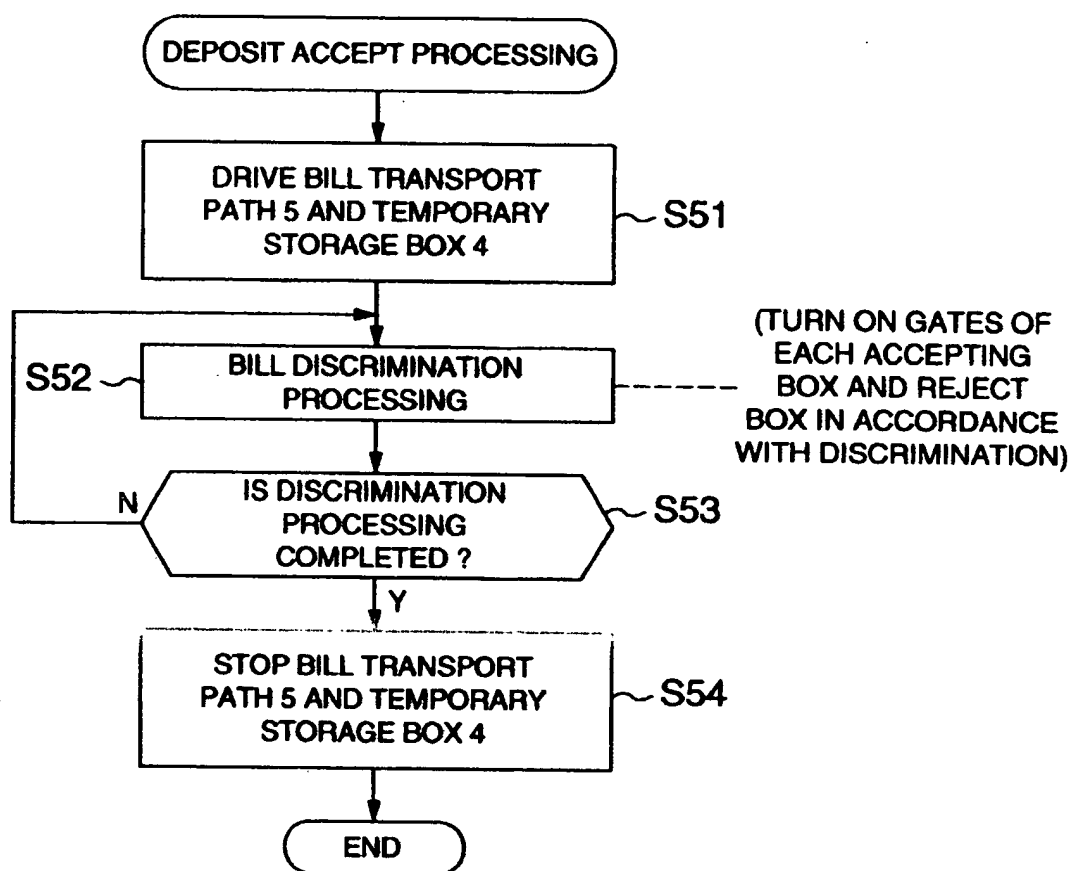 DEPOSIT ACCEPT PROCESSING
DRIVE BILL TRANSPORT
PATH 5 AND TEMPORARY
STORAGE BOX 4
S51
S52
BILL DISCRIMINATION
PROCESSING
(TURN ON GATES OF
EACH ACCEPTING
BOX AND REJECT
BOX IN ACCORDANCE
WITH DISCRIMINATION)
N
IS DISCRIMINATION
PROCESSING
COMPLETED ?
S53
Y
STOP BILL TRANSPORT
PATH 5 AND TEMPORARY
STORAGE BOX 4
S54
END